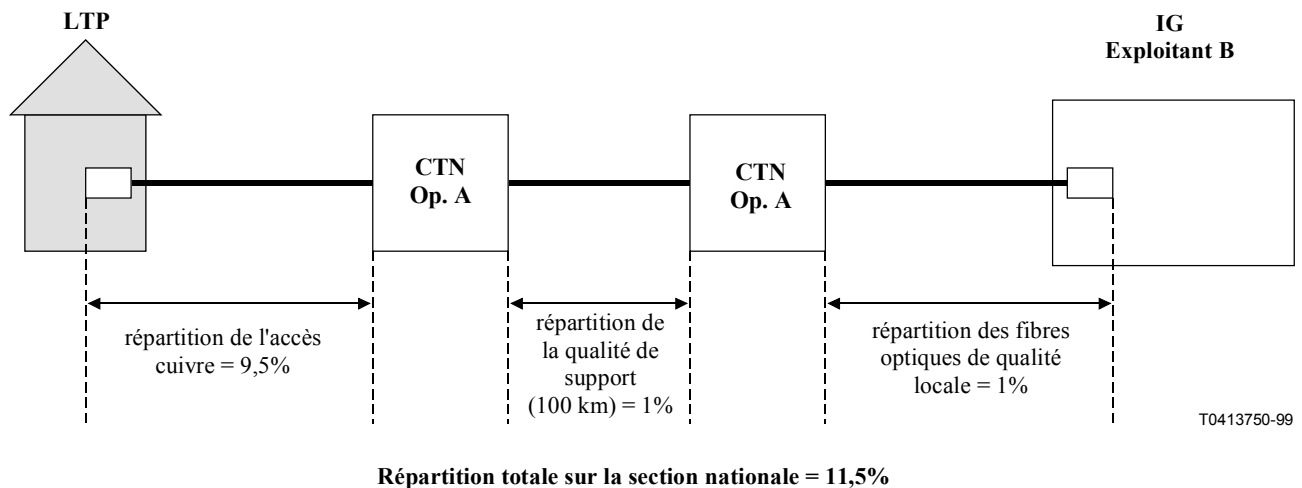 LTP
IG
Exploitant B
CTN
Op. A
CTN
Op. A
répartition de l'accès
cuivre = 9,5%
répartition de
la qualité de
support
(100 km) = 1%
répartition des fibres
optiques de qualité
locale = 1%
T0413750-99
Répartition totale sur la section nationale = 11,5%